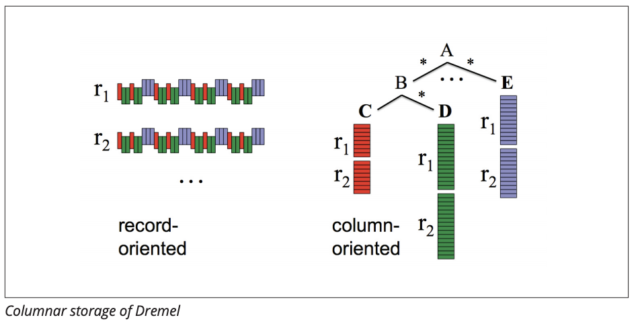 r1
r2
...
record-
oriented
A
* *
B ... E
*
C D
r1
r2
r1
r2
r1
r2
column-
oriented
Columnar storage of Dremel